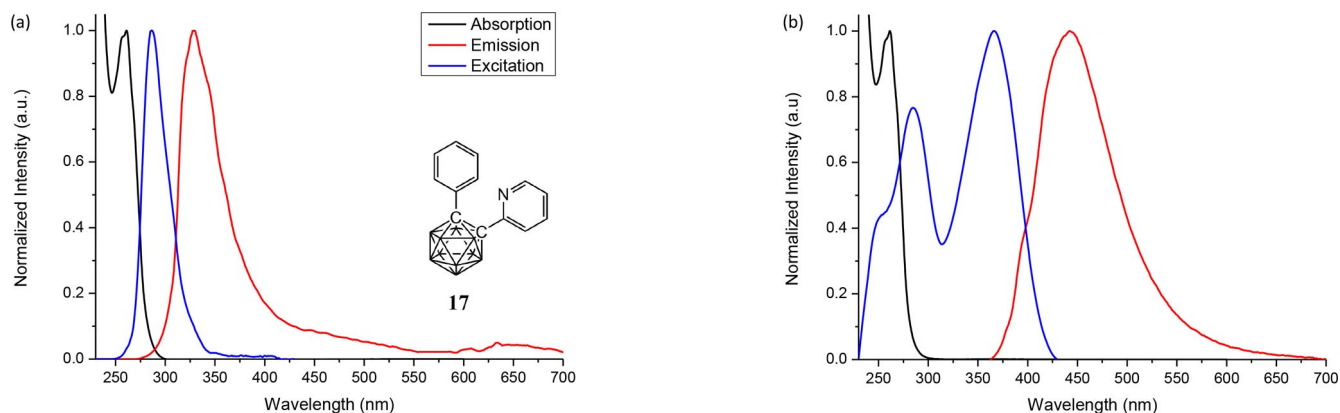 (a)
Normalized Intensity (a.u.)
1.0
0.8
0.6
0.4
0.2
0.0
250 300 350 400 450 500 550 600 650 700
Wavelength (nm)
Absorption
Emission
Excitation
N
C
C
17
(b)
Normalized Intensity (a.u)
1.0
0.8
0.6
0.4
0.2
0.0
250 300 350 400 450 500 550 600 650 700
Wavelength (nm)